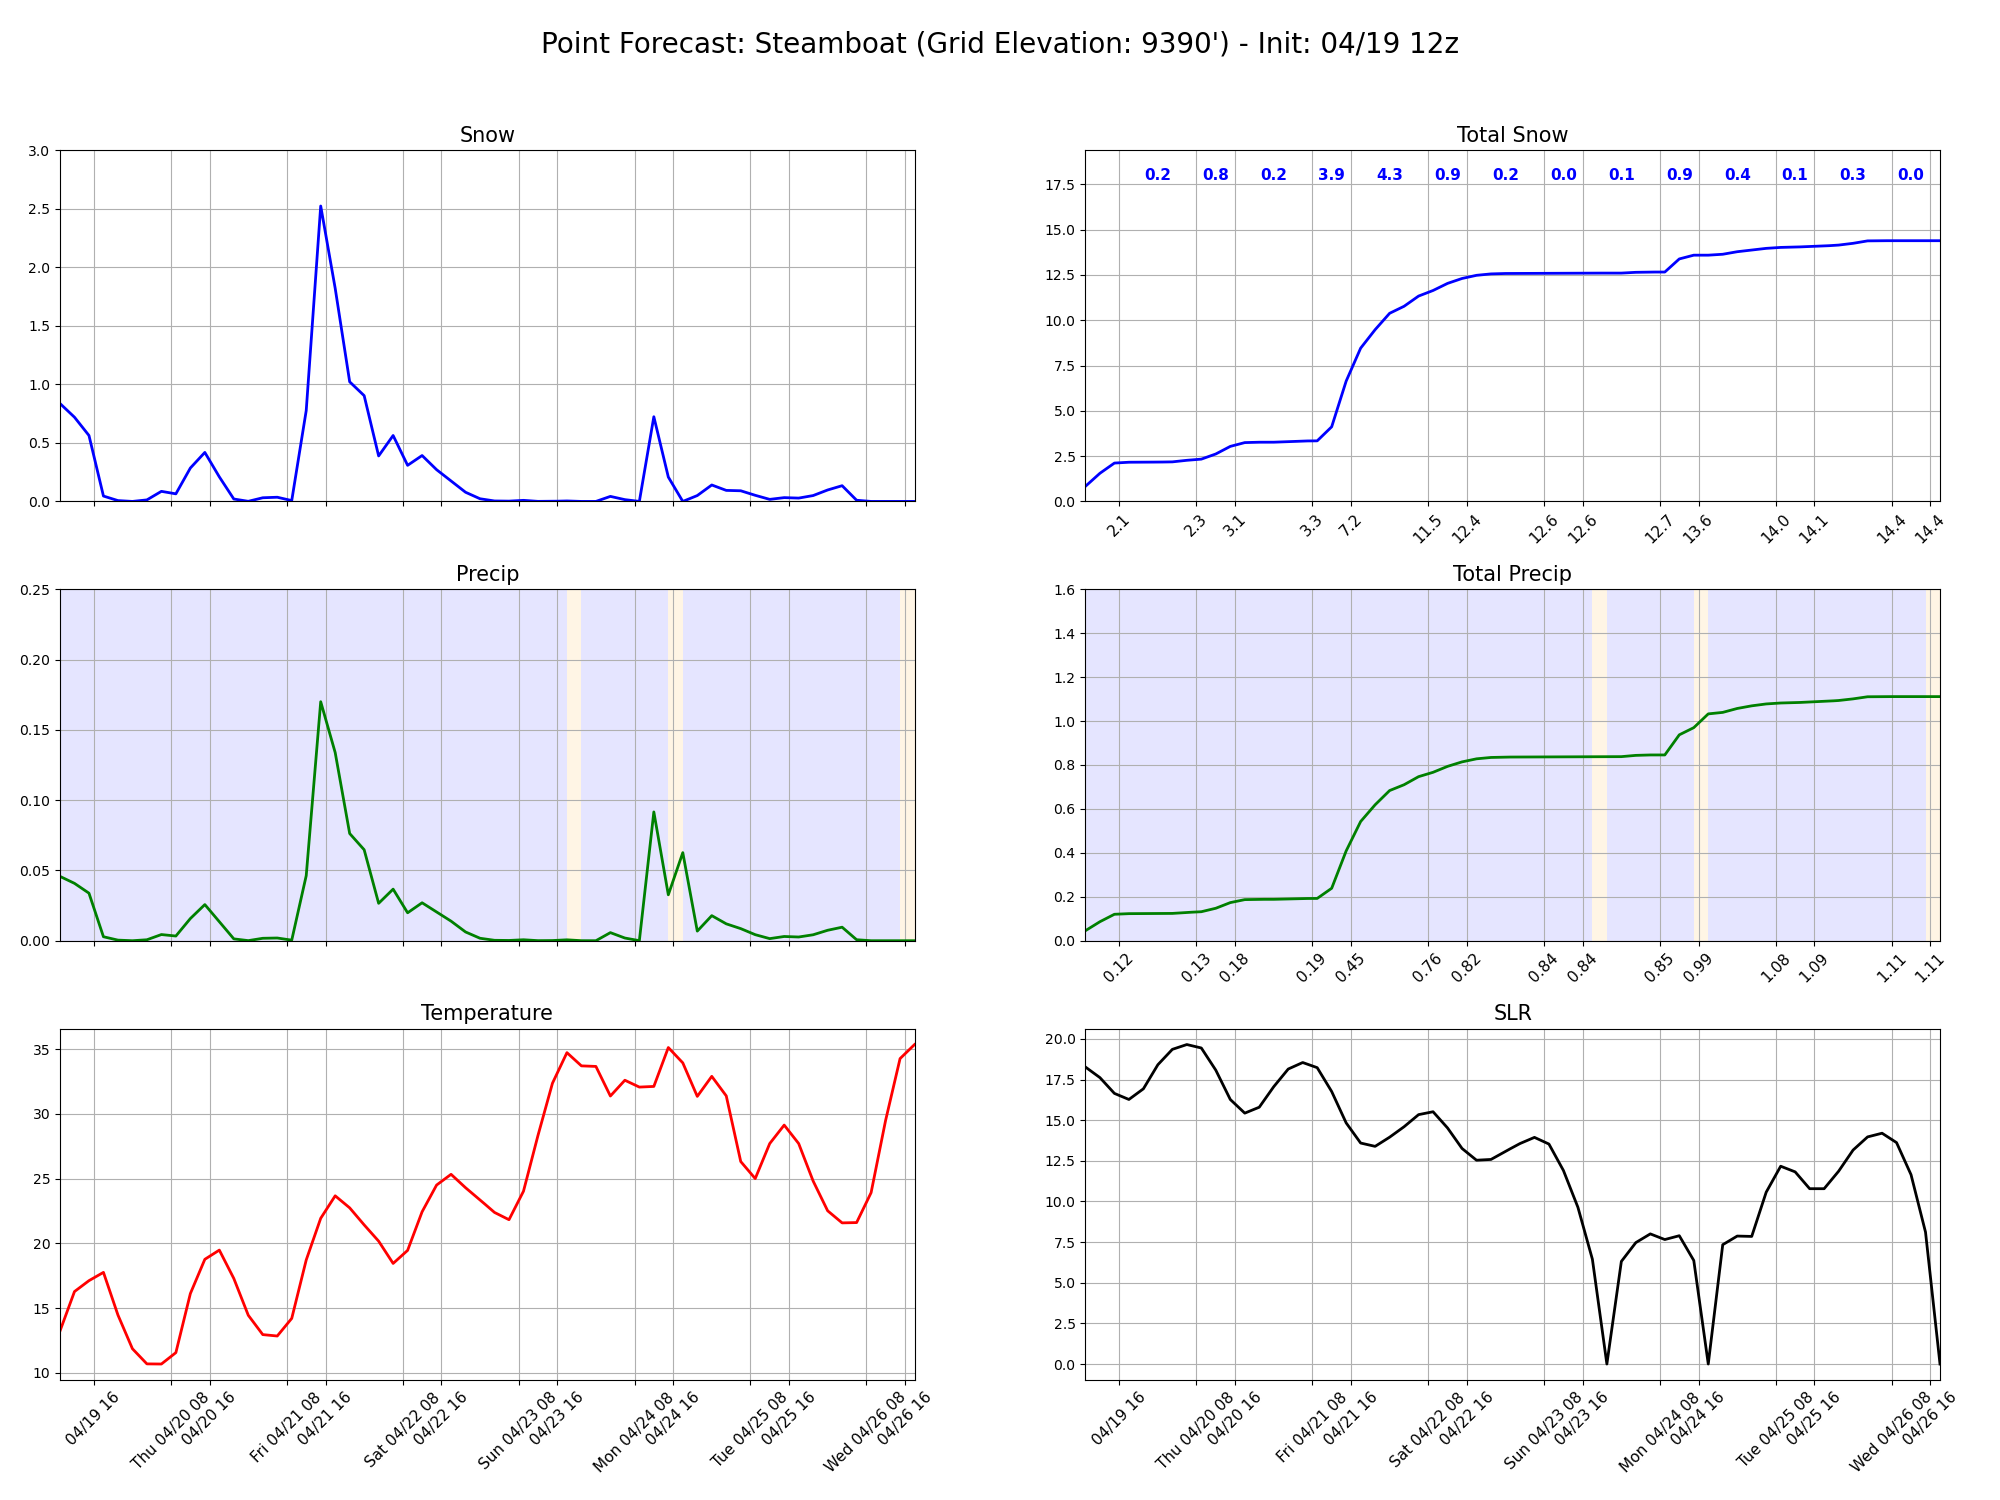 Point Forecast: Steamboat (Grid Elevation: 9390') - Init: 04/19 12z
Snow
3.0
2.5
2.0
1.5
1.0
0.5
0.0
Total Snow
0.2 0.8 0.2 3.9 4.3 0.9 0.2 0.0 0.1 0.9 0.4 0.1 0.3 0.0
17.5
15.0
12.5
10.0
7.5
5.0
2.5
0.0
2.1 2.3 3.1 3.3 7.2 11.5 12.4 12.6 12.6 12.7 13.6 14.0 14.1 14.4 14.4
Precip
0.25
0.20
0.15
0.10
0.05
0.00
Total Precip
1.6
1.4
1.2
1.0
0.8
0.6
0.4
0.2
0.0
0.12 0.13 0.18 0.19 0.45 0.76 0.82 0.84 0.84 0.85 0.99 1.08 1.09 1.11 1.11
Temperature
35
30
25
20
15
10
04/19 16
Thu 04/20 08
04/20 16
Fri 04/21 08
04/21 16
Sat 04/22 08
04/22 16
Sun 04/23 08
04/23 16
Mon 04/24 08
04/24 16
Tue 04/25 08
04/25 16
Wed 04/26 08
04/26 16
SLR
20.0
17.5
15.0
12.5
10.0
7.5
5.0
2.5
0.0
04/19 16
Thu 04/20 08
04/20 16
Fri 04/21 08
04/21 16
Sat 04/22 08
04/22 16
Sun 04/23 08
04/23 16
Mon 04/24 08
04/24 16
Tue 04/25 08
04/25 16
Wed 04/26 08
04/26 16